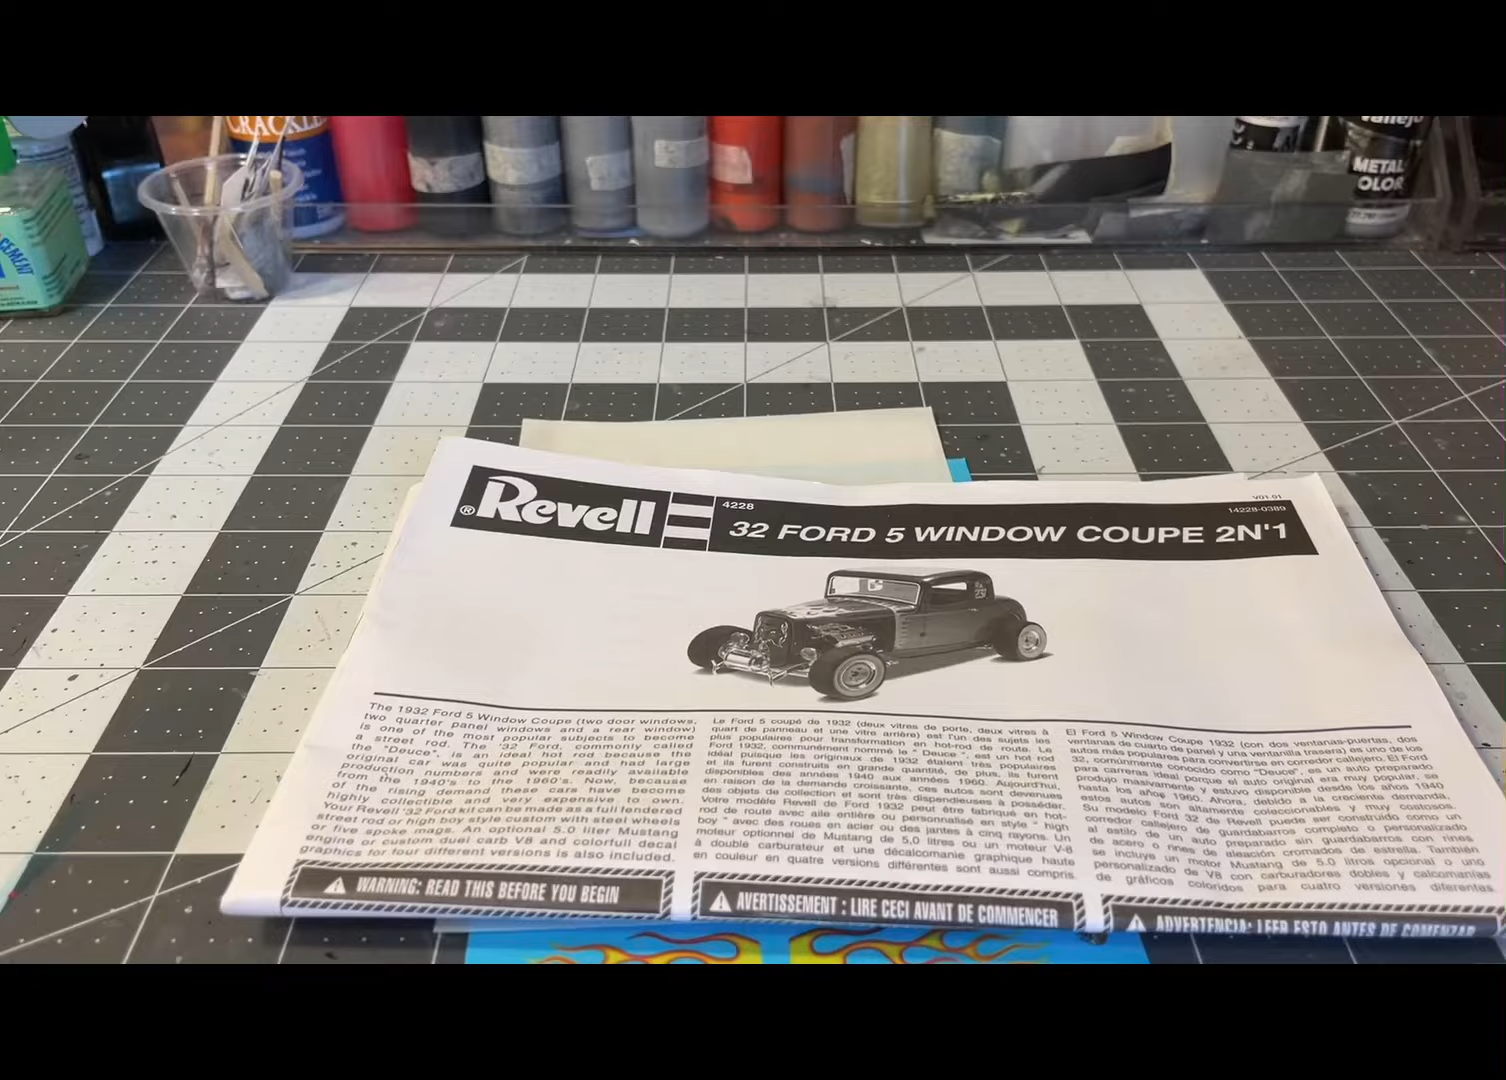 CRACKLE
CEMENT
Vallejo
METAL
OLOR
® Revell
4228
V01.01
14228-0389
32 FORD 5 WINDOW COUPE 2N'1
The 1932 Ford 5 Window Coupe (two door windows,
two quarter panel windows and a rear window)
is one of the most popular subjects to become
a street rod. The '32 Ford, commonly called
the "Deuce", is an ideal hot rod because the
original car was quite popular and had large
production numbers and were readily available
from the 1940's to the 1960's. Now, because
of the rising demand these cars have become
highly collectible and very expensive to own.
Your Revell '32 Ford kit can be made as a full fendered
street rod or high boy style custom with steel wheels
or five spoke mags. An optional 5.0 liter Mustang
engine or custom duel carb V8 and colorfull decal
graphics for four different versions is also included.
Le Ford 5 coupé de 1932 (deux vitres de porte, deux vitres à
quart de panneau et une vitre arrière) est l'un des sujets les
plus populaires pour transformation en hot-rod de route. Le
Ford 1932, communément nommé le " Deuce ", est un hot rod
idéal puisque les originaux de 1932 étaient très populaires
et ils furent construits en grande quantité, de plus, ils furent
disponibles des années 1940 aux années 1960. Aujourd'hui,
en raison de la demande croissante, ces autos sont devenues
des objets de collection et sont très dispendieuses à posséder.
Votre modèle Revell de Ford 1932 peut être fabriqué en hot-
rod de route avec aile entière ou personnalisé en style " high
boy " avec des roues en acier ou des jantes à cinq rayons. Un
moteur optionnel de Mustang de 5,0 litres ou un moteur V-8
à double carburateur et une décalcomanie graphique haute
en couleur en quatre versions différentes sont aussi compris.
El Ford 5 Window Coupe 1932 (con dos ventanas-puertas, dos
ventanas de cuarto de panel y una ventanilla trasera) es uno de los
autos más populares para convertirse en corredor callejero. El Ford
32, comúnmente conocido como "Deuce", es un auto preparado
para carreras ideal porque el auto original era muy popular, se
produjo masivamente y estuvo disponible desde los años 1940
hasta los años 1960. Ahora, debido a la creciente demanda,
estos autos son altamente coleccionables y muy costosos.
Su modelo Ford 32 de Revell puede ser construido como un
corredor callejero de guardabarros completo o personalizado
al estilo de un auto preparado sin guardabarros con rines
de acero o rines de aleación cromados de estrella. También
se incluye un motor Mustang de 5.0 litros opcional o uno
personalizado de V8 con carburadores dobles y calcomanías
de gráficos coloridos para cuatro versiones diferentes.
WARNING: READ THIS BEFORE YOU BEGIN
AVERTISSEMENT : LIRE CECI AVANT DE COMMENCER
ADVERTENCIA: LEER ESTO ANTES DE COMENZAR